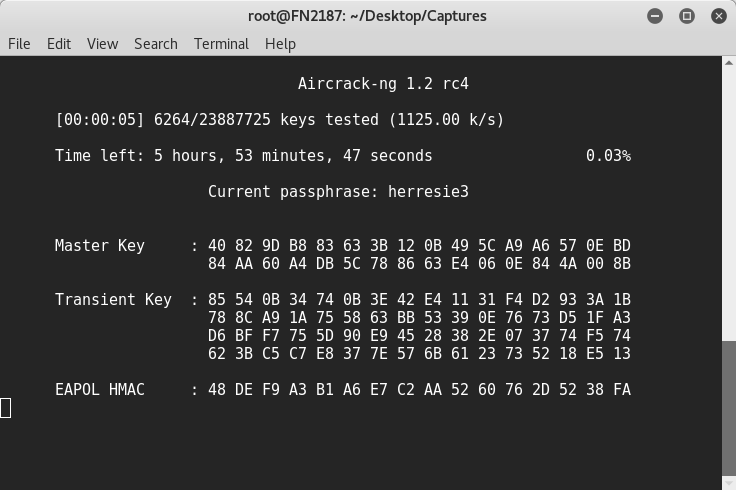 root@FN2187: ~/Desktop/Captures
File Edit View Search Terminal Help
Aircrack-ng 1.2 rc4
[00:00:05] 6264/23887725 keys tested (1125.00 k/s)
Time left: 5 hours, 53 minutes, 47 seconds 0.03%
Current passphrase: herresie3
Master Key : 40 82 9D B8 83 63 3B 12 0B 49 5C A9 A6 57 0E BD
84 AA 60 A4 DB 5C 78 86 63 E4 06 0E 84 4A 00 8B
Transient Key : 85 54 0B 34 74 0B 3E 42 E4 11 31 F4 D2 93 3A 1B
78 8C A9 1A 75 58 63 BB 53 39 0E 76 73 D5 1F A3
D6 BF F7 75 5D 90 E9 45 28 38 2E 07 37 74 F5 74
62 3B C5 C7 E8 37 7E 57 6B 61 23 73 52 18 E5 13
EAPOL HMAC : 48 DE F9 A3 B1 A6 E7 C2 AA 52 60 76 2D 52 38 FA